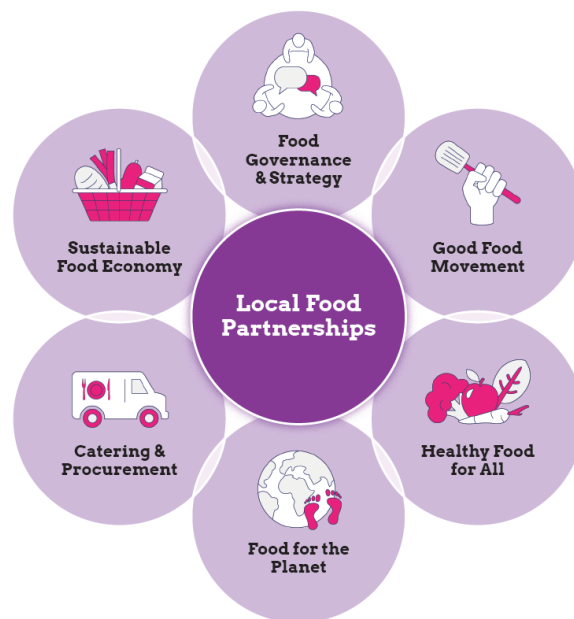 Food
Governance
& Strategy
Sustainable
Food Economy
Good Food
Movement
Local Food
Partnerships
Catering &
Procurement
Healthy Food
for All
Food for the
Planet